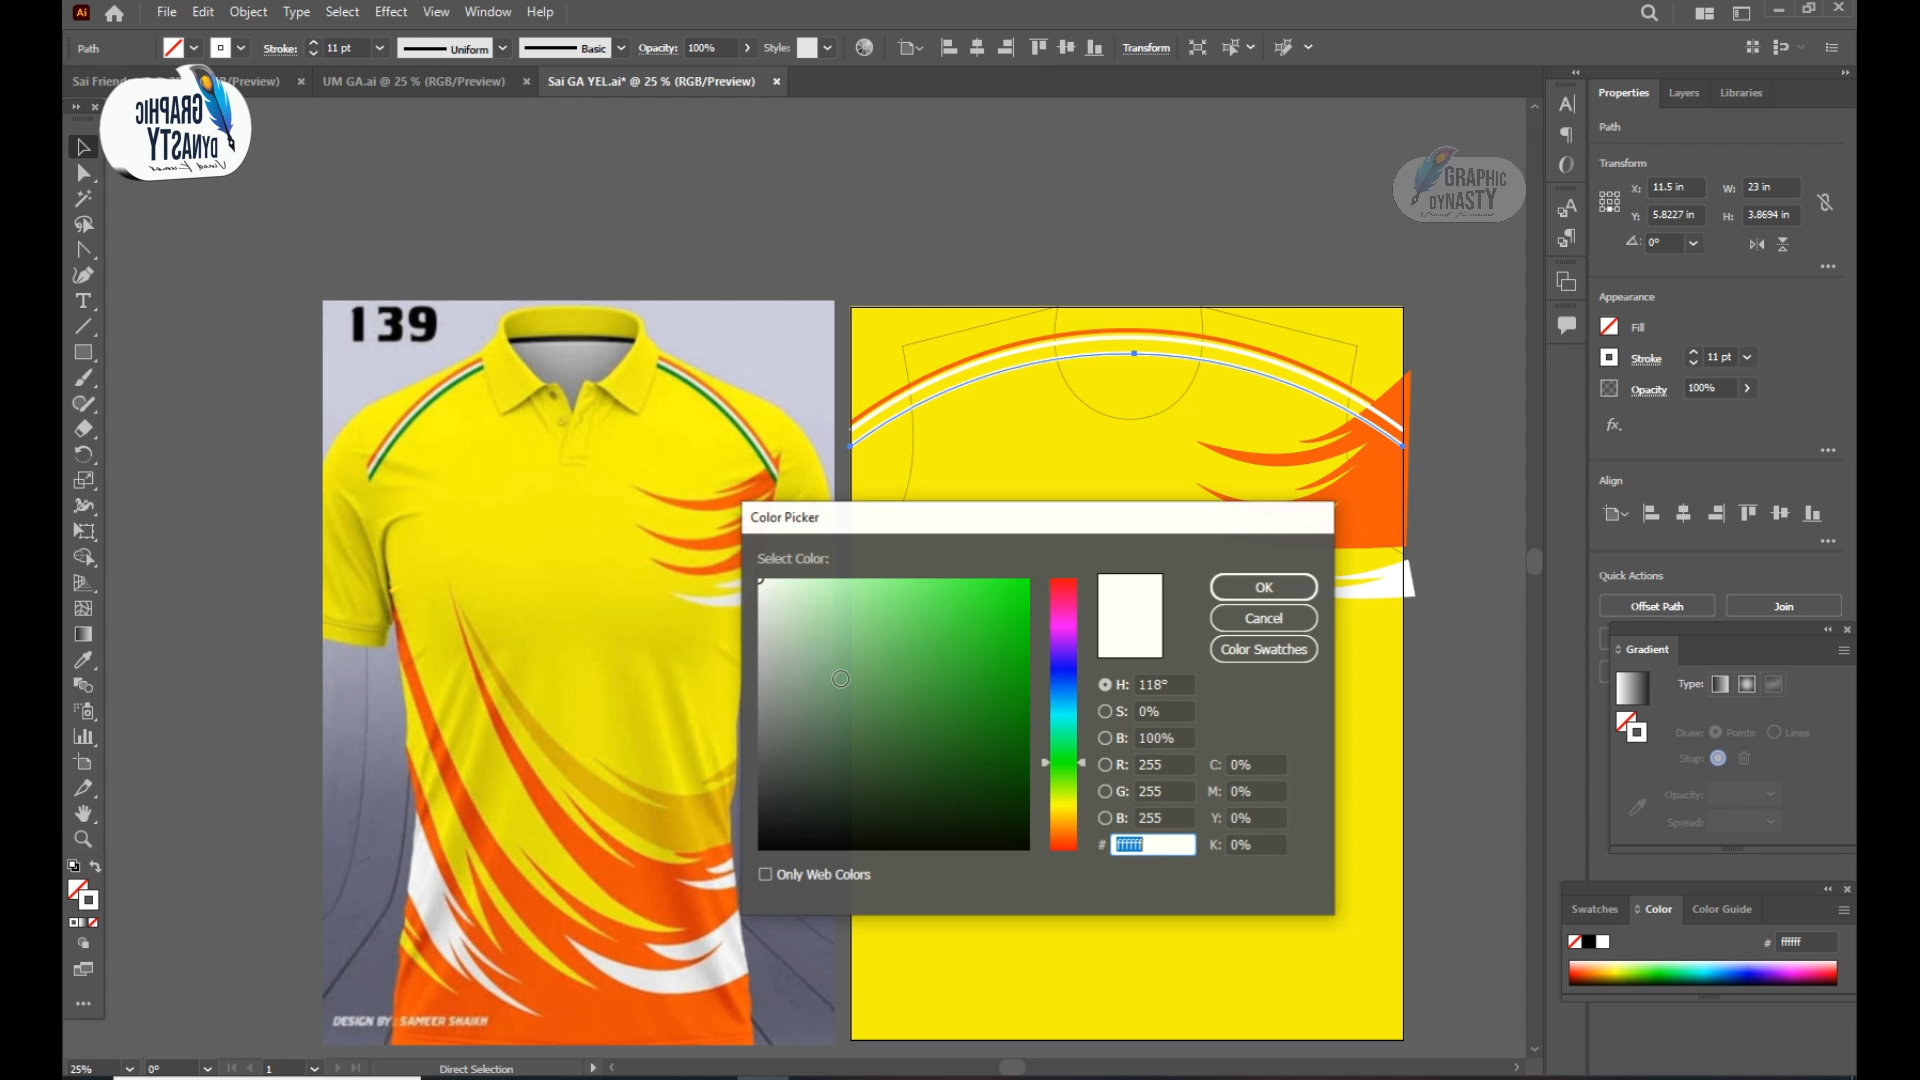 File Edit Object Type Select Effect View Window Help
Path Stroke: 11 pt Uniform Basic Opacity: 100% Style: Transform
Sai Friend /Preview) × UM GA.ai @ 25 % (RGB/Preview) × Sai GA YEL.ai* @ 25 % (RGB/Preview) ×
GRAPHIC
DYNASTY
Vinod Kumar
GRAPHIC
DYNASTY
Vinod Kumar
139
DESIGN BY : SAMEER SHAIKH
Color Picker
Select Color:
OK
Cancel
Color Swatches
H: 118°
S: 0%
B: 100%
R: 255 C: 0%
G: 255 M: 0%
B: 255 Y: 0%
# ffffff K: 0%
Only Web Colors
Properties Layers Libraries
Path
Transform
X: 11.5 in W: 23 in
Y: 5.8227 in H: 3.8694 in
0°
Appearance
Fill
Stroke 11 pt
Opacity 100%
fx.
Align
Quick Actions
Offset Path Join
Gradient
Type:
Draw: Points Lines
Stop:
Opacity:
Spread:
Swatches Color Color Guide
# ffffff
25% 0° 1 Direct Selection